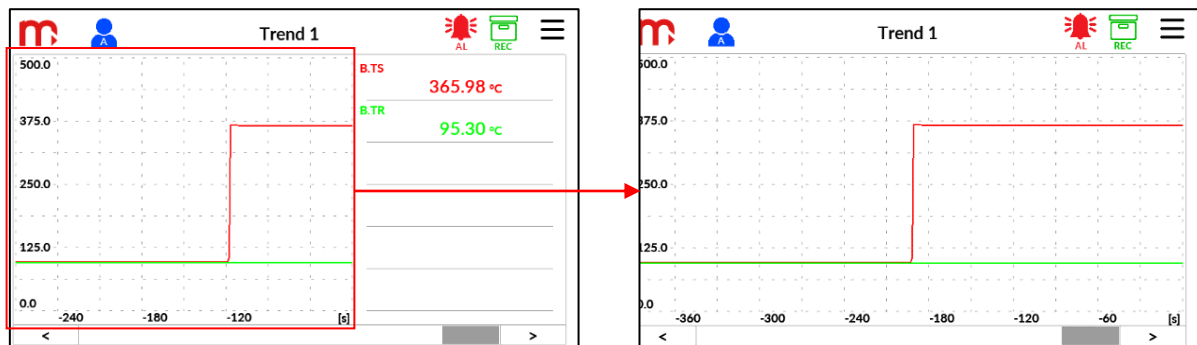 A
Trend 1
AL
REC
500.0
375.0
250.0
125.0
0.0
-240 -180 -120 [s]
< >
B.TS
365.98 °C
B.TR
95.30 °C
A
Trend 1
AL
REC
500.0
375.0
250.0
125.0
0.0
-360 -300 -240 -180 -120 -60 [s]
< >